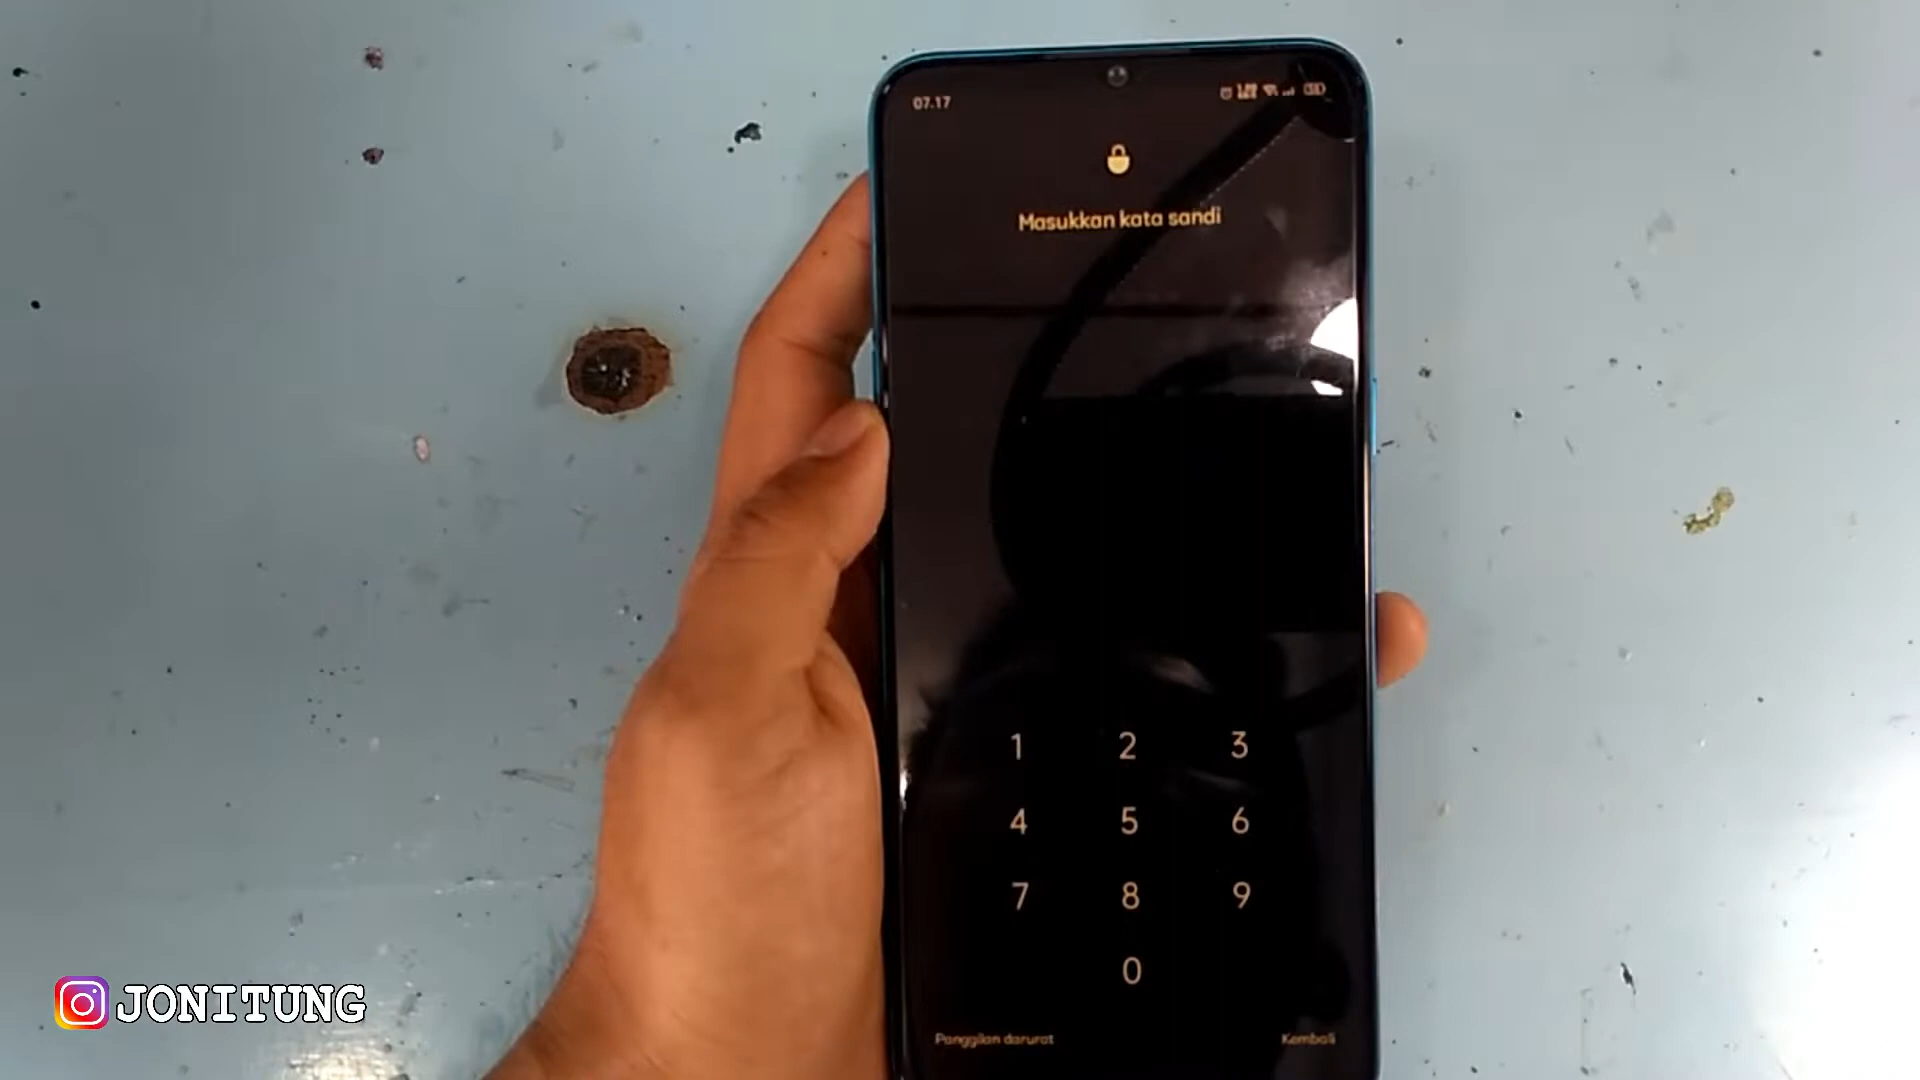 07.17
Masukkan kata sandi
1 2 3
4 5 6
7 8 9
0
Panggilan darurat Kembali
JONITUNG